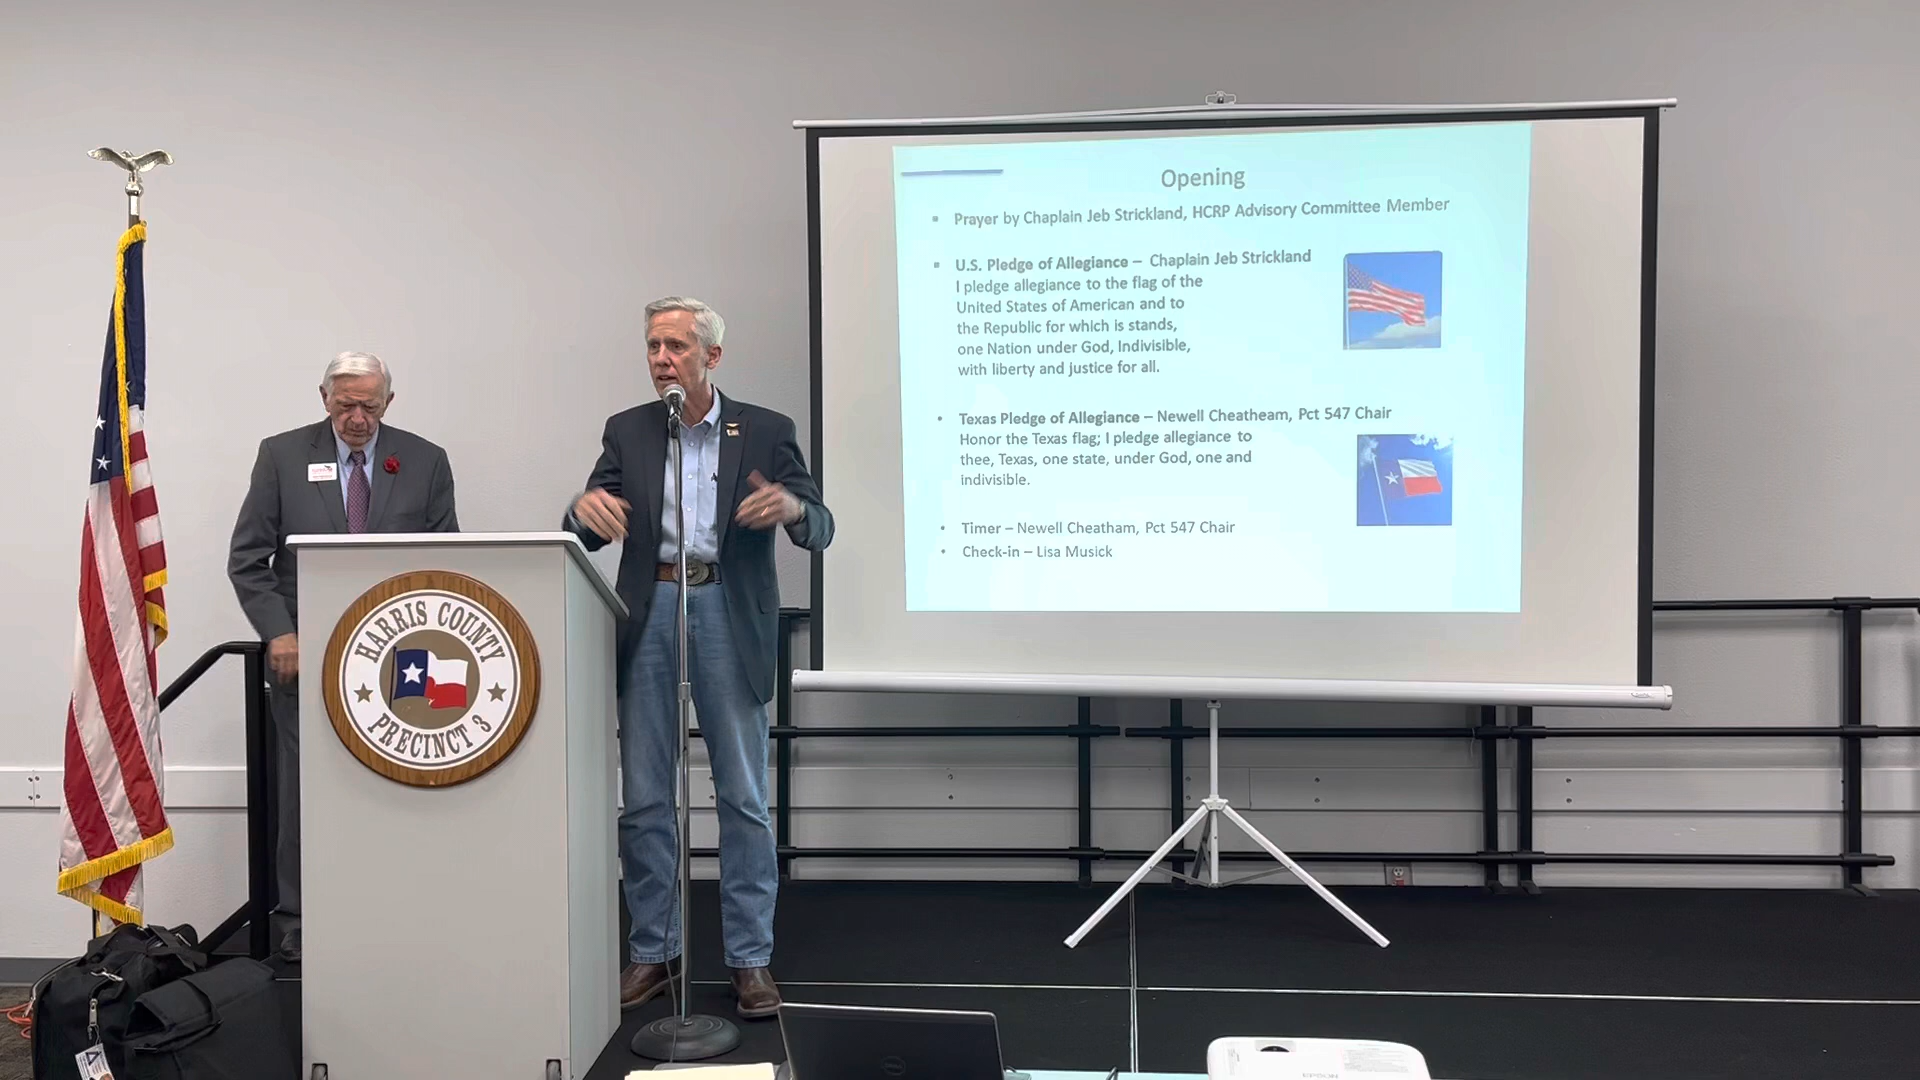 Opening
Prayer by Chaplain Jeb Strickland, HCRP Advisory Committee Member
U.S. Pledge of Allegiance – Chaplain Jeb Strickland
I pledge allegiance to the flag of the
United States of American and to
the Republic for which is stands,
one Nation under God, Indivisible,
with liberty and justice for all.
Texas Pledge of Allegiance – Newell Cheatheam, Pct 547 Chair
Honor the Texas flag; I pledge allegiance to
thee, Texas, one state, under God, one and
indivisible.
Timer – Newell Cheatham, Pct 547 Chair
Check-in – Lisa Musick
HARRIS COUNTY
PRECINCT 3
EPSON